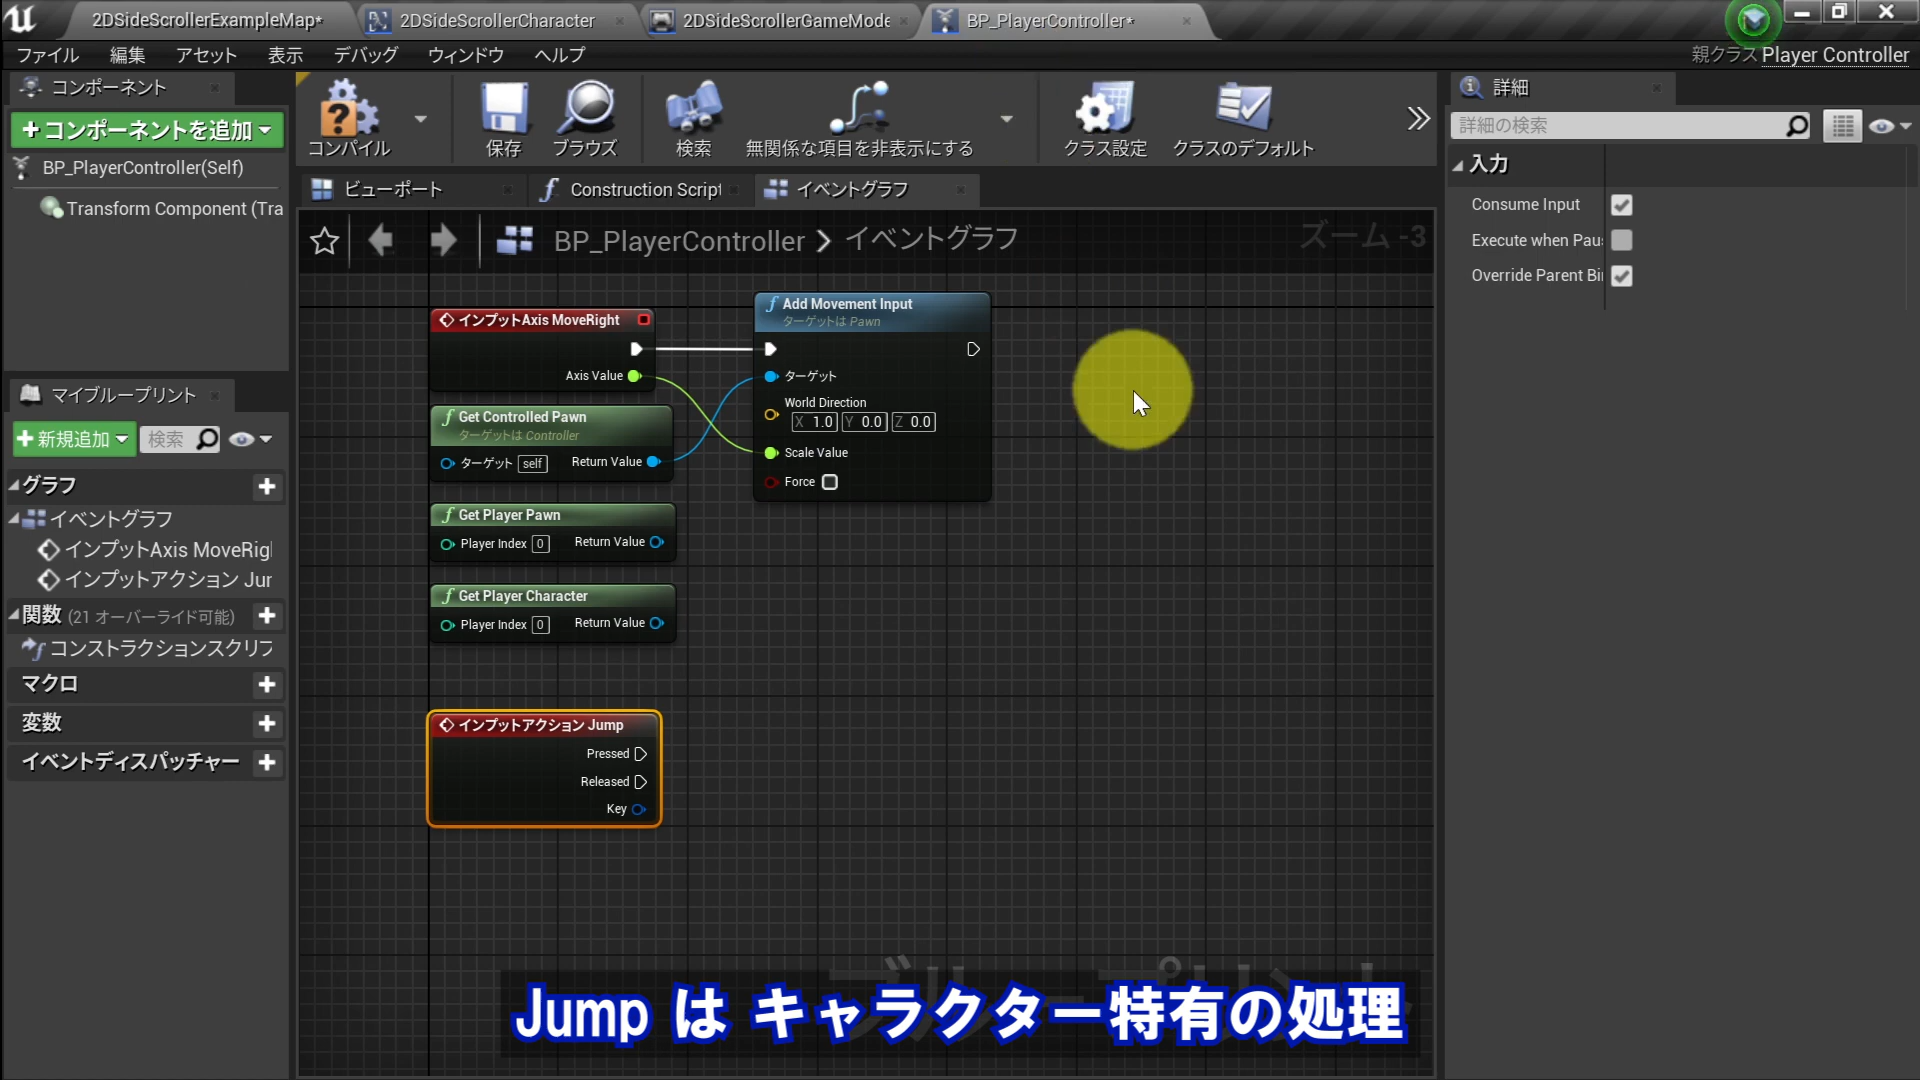 2DSideScrollerExampleMap*
2DSideScrollerCharacter
2DSideScrollerGameMode
BP_PlayerController*
ファイル 編集 アセット 表示 デバッグ ウィンドウ ヘルプ
親クラス Player Controller
コンポーネント
+コンポーネントを追加
BP_PlayerController(Self)
Transform Component (Tra
コンパイル
保存
ブラウズ
検索
無関係な項目を非表示にする
クラス設定
クラスのデフォルト
ビューポート
Construction Script
イベントグラフ
BP_PlayerController > イベントグラフ
ズーム -3
インプットAxis MoveRight
Axis Value
Get Controlled Pawn
ターゲットは Controller
ターゲット self
Return Value
Get Player Pawn
Player Index 0
Return Value
Get Player Character
Player Index 0
Return Value
Add Movement Input
ターゲットは Pawn
ターゲット
World Direction
X 1.0 Y 0.0 Z 0.0
Scale Value
Force
インプットアクション Jump
Pressed
Released
Key
マイブループリント
+新規追加
検索
グラフ
イベントグラフ
インプットAxis MoveRigh
インプットアクション Jur
関数 (21 オーバーライド可能)
コンストラクションスクリプ
マクロ
変数
イベントディスパッチャー
詳細
詳細の検索
入力
Consume Input
Execute when Pau
Override Parent Bi
ブループリント
Jump は キャラクター特有の処理